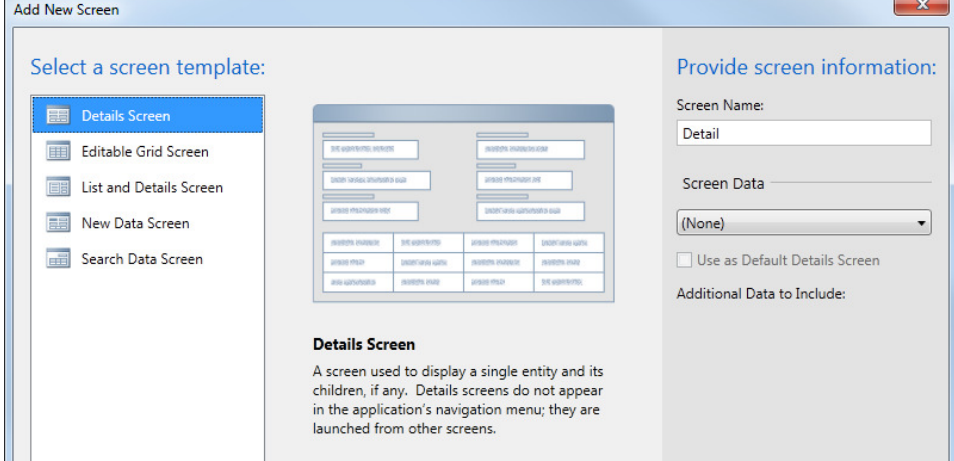 Add New Screen
Select a screen template:
Details Screen
Editable Grid Screen
List and Details Screen
New Data Screen
Search Data Screen
Details Screen
A screen used to display a single entity and its
children, if any.  Details screens do not appear
in the application's navigation menu; they are
launched from other screens.
Provide screen information:
Screen Name:
Detail
Screen Data
(None)
Use as Default Details Screen
Additional Data to Include: